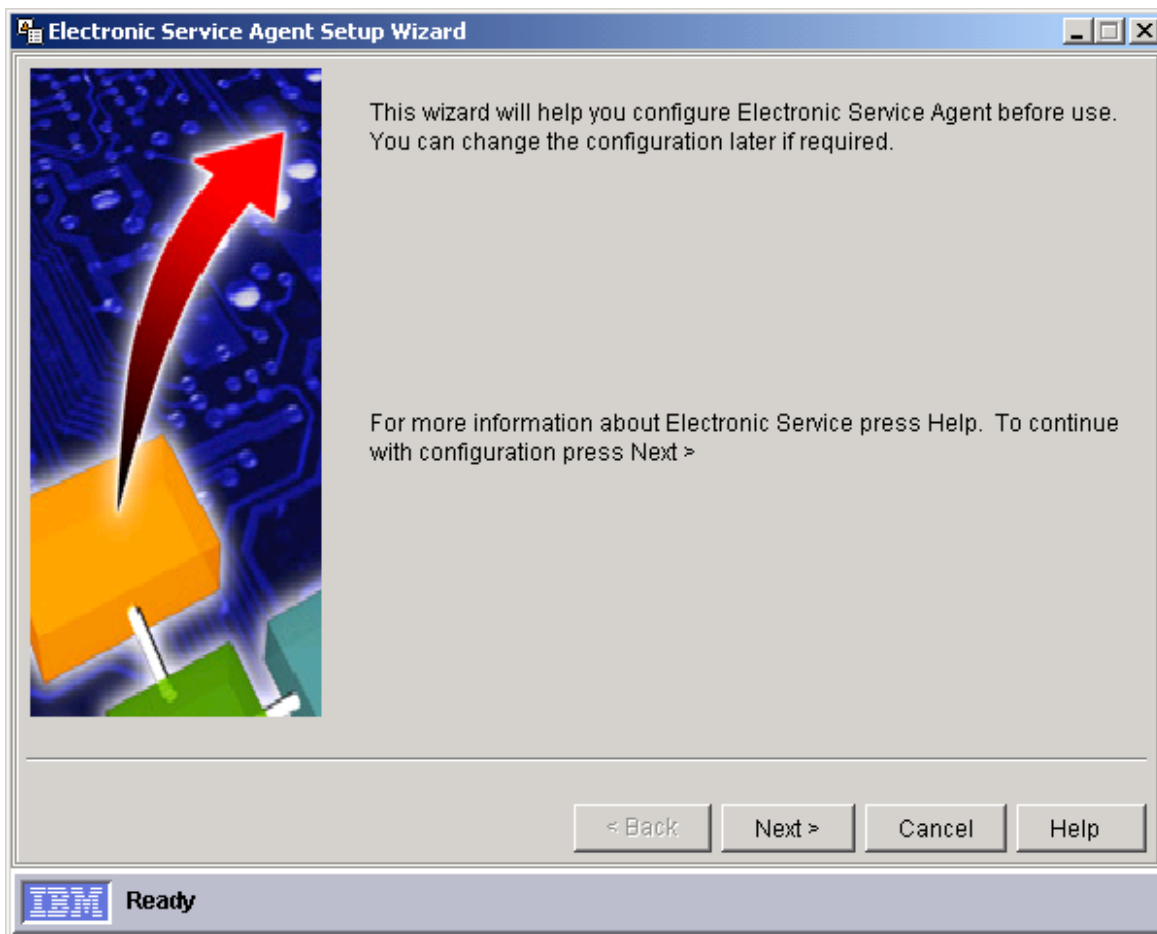 Electronic Service Agent Setup Wizard
This wizard will help you configure Electronic Service Agent before use.
You can change the configuration later if required.
For more information about Electronic Service press Help.  To continue
with configuration press Next >
< Back
Next >
Cancel
Help
IBM
Ready